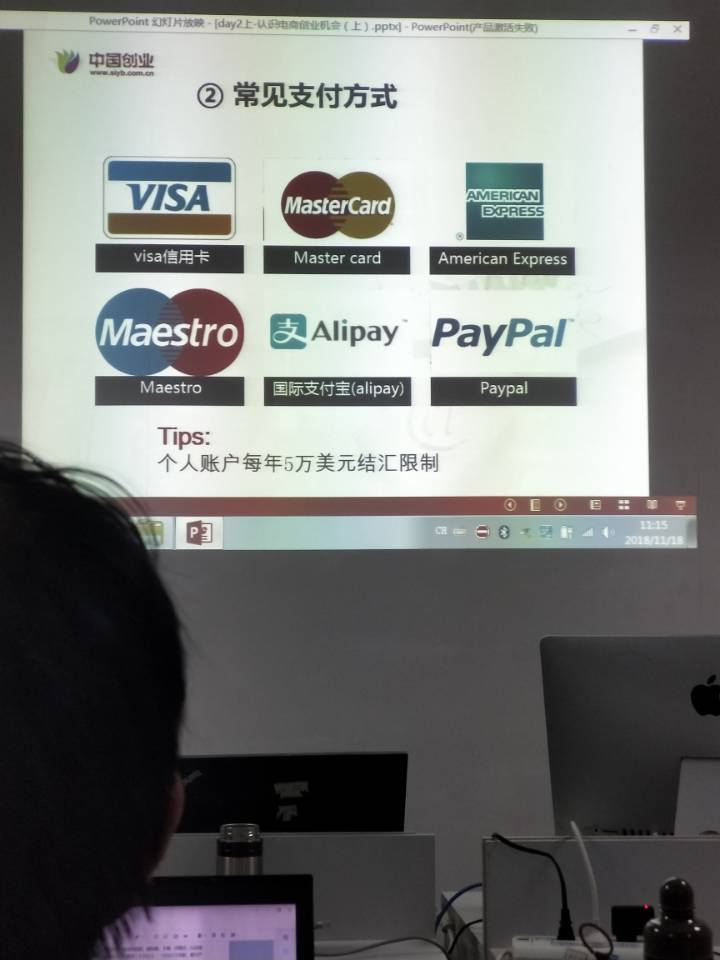 PowerPoint 幻灯片放映 - [day2上-认识电商创业机会（上）.pptx] - PowerPoint(产品激活失败)
中国创业
www.siyb.com.cn
② 常见支付方式
VISA
MasterCard
AMERICAN
EXPRESS
®
visa信用卡
Master card
American Express
Maestro
支 Alipay™
PayPal™
Maestro
国际支付宝(alipay)
Paypal
Tips:
个人账户每年5万美元结汇限制
CH
11:15
2018/11/18